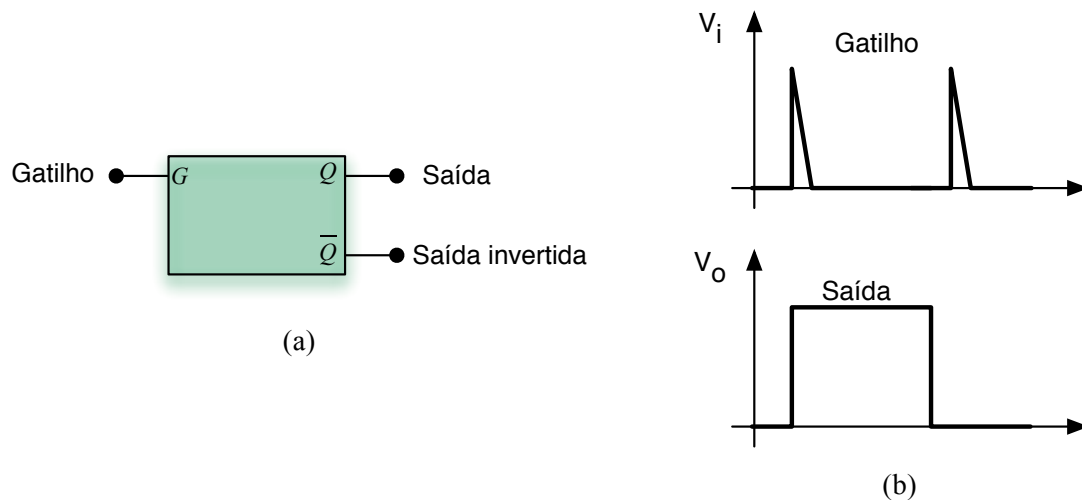 Gatilho
G
Q
Saída
Q̅
Saída invertida
(a)
Vi
Gatilho
Vo
Saída
(b)